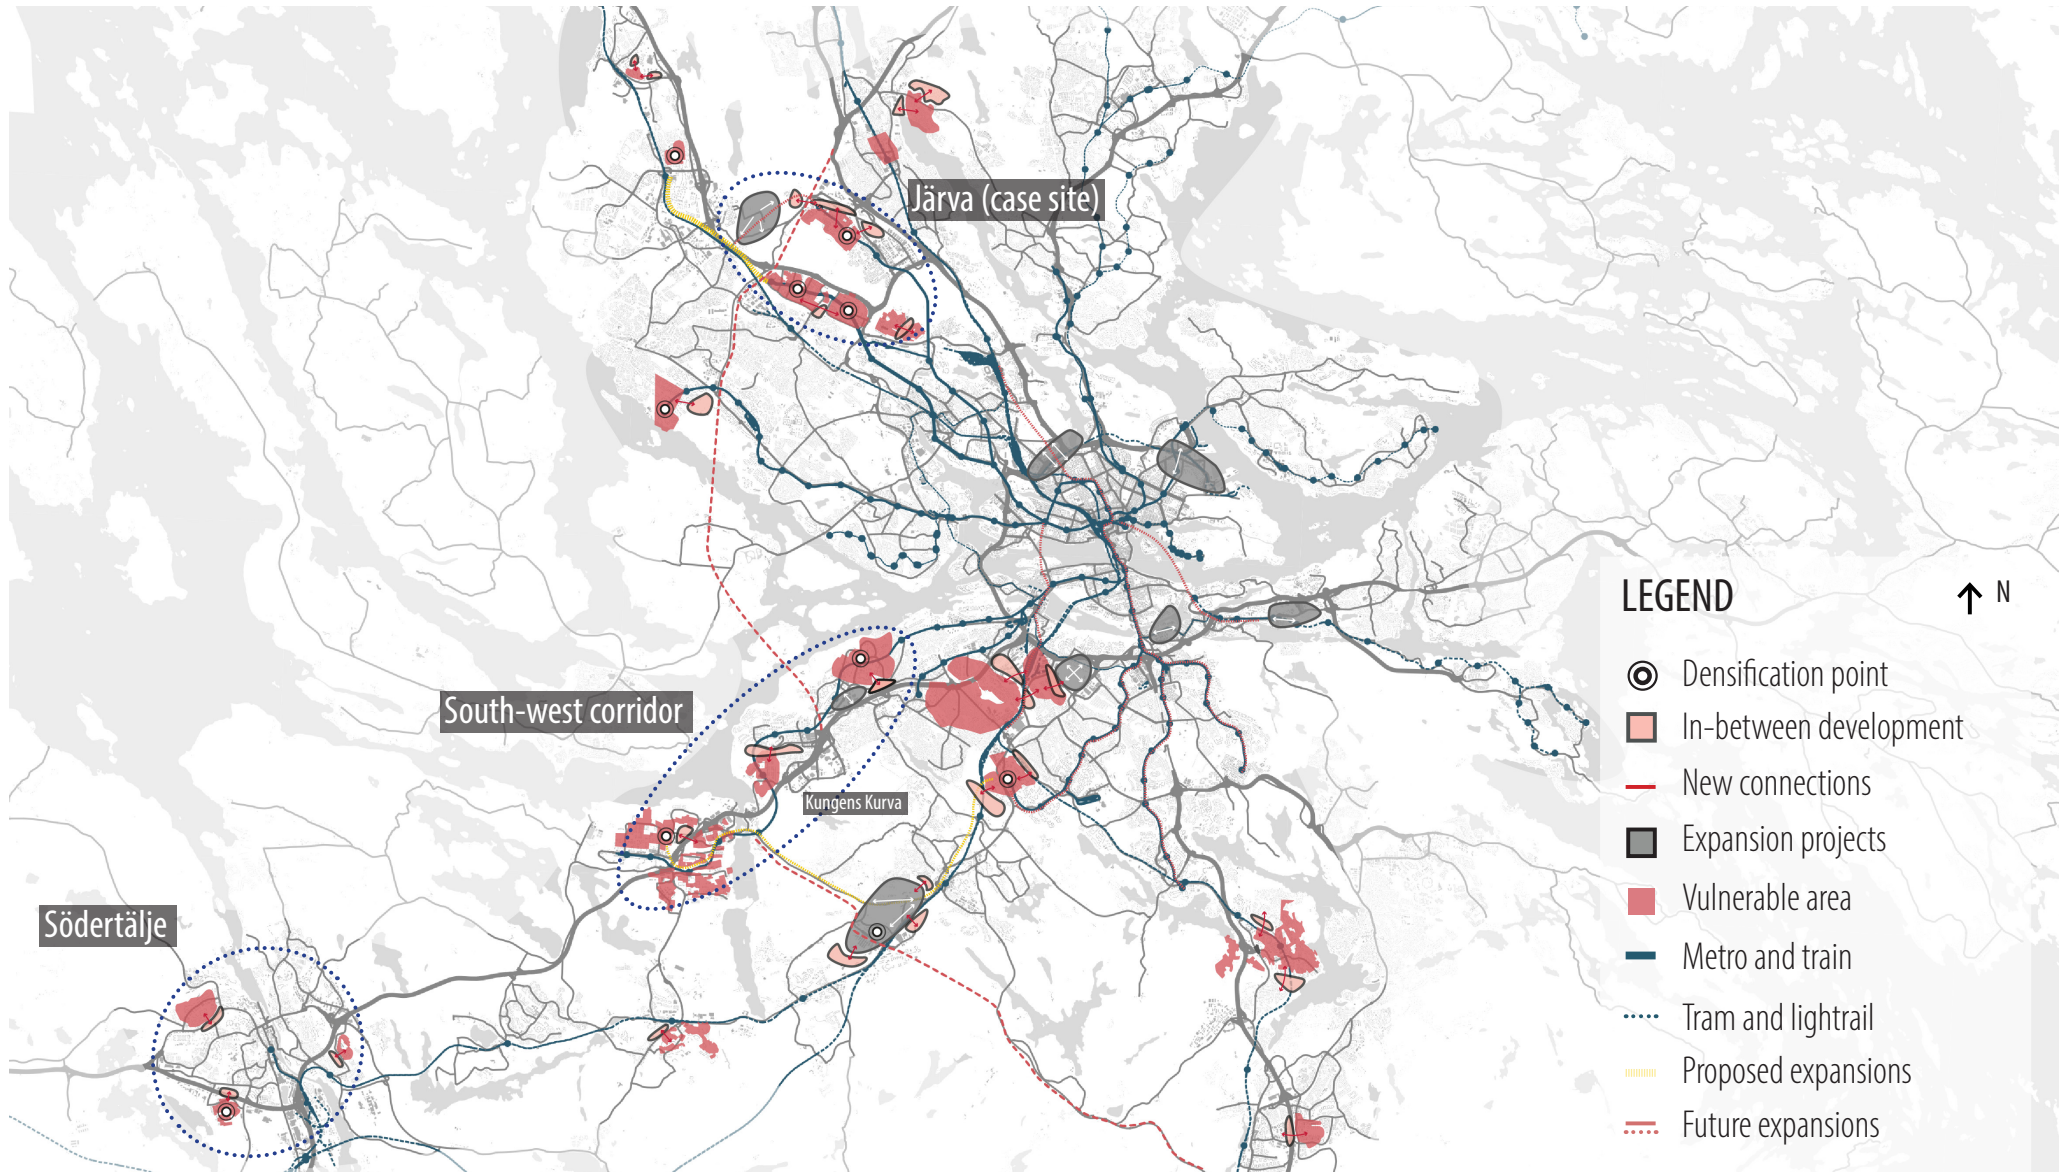 Järva (case site)
South-west corridor
Kungens Kurva
Södertälje
LEGEND
N
Densification point
In-between development
New connections
Expansion projects
Vulnerable area
Metro and train
Tram and lightrail
Proposed expansions
Future expansions